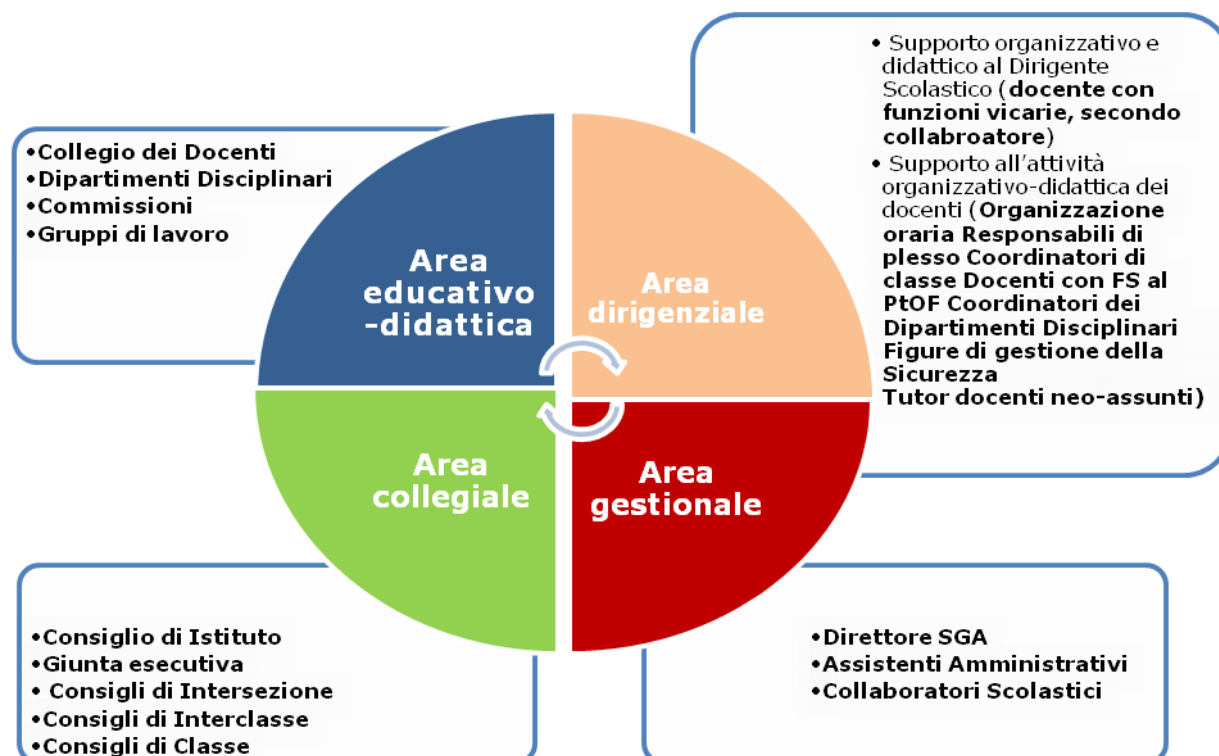 •Collegio dei Docenti
•Dipartimenti Disciplinari
•Commissioni
•Gruppi di lavoro
Area
educativo
-didattica
Area
dirigenziale
• Supporto organizzativo e
didattico al Dirigente
Scolastico (docente con
funzioni vicarie, secondo
collabroatore)
• Supporto all'attività
organizzativo-didattica dei
docenti (Organizzazione
oraria Responsabili di
plesso Coordinatori di
classe Docenti con FS al
PtOF Coordinatori dei
Dipartimenti Disciplinari
Figure di gestione della
Sicurezza
Tutor docenti neo-assunti)
Area
collegiale
Area
gestionale
•Consiglio di Istituto
•Giunta esecutiva
• Consigli di Intersezione
•Consigli di Interclasse
•Consigli di Classe
•Direttore SGA
•Assistenti Amministrativi
•Collaboratori Scolastici